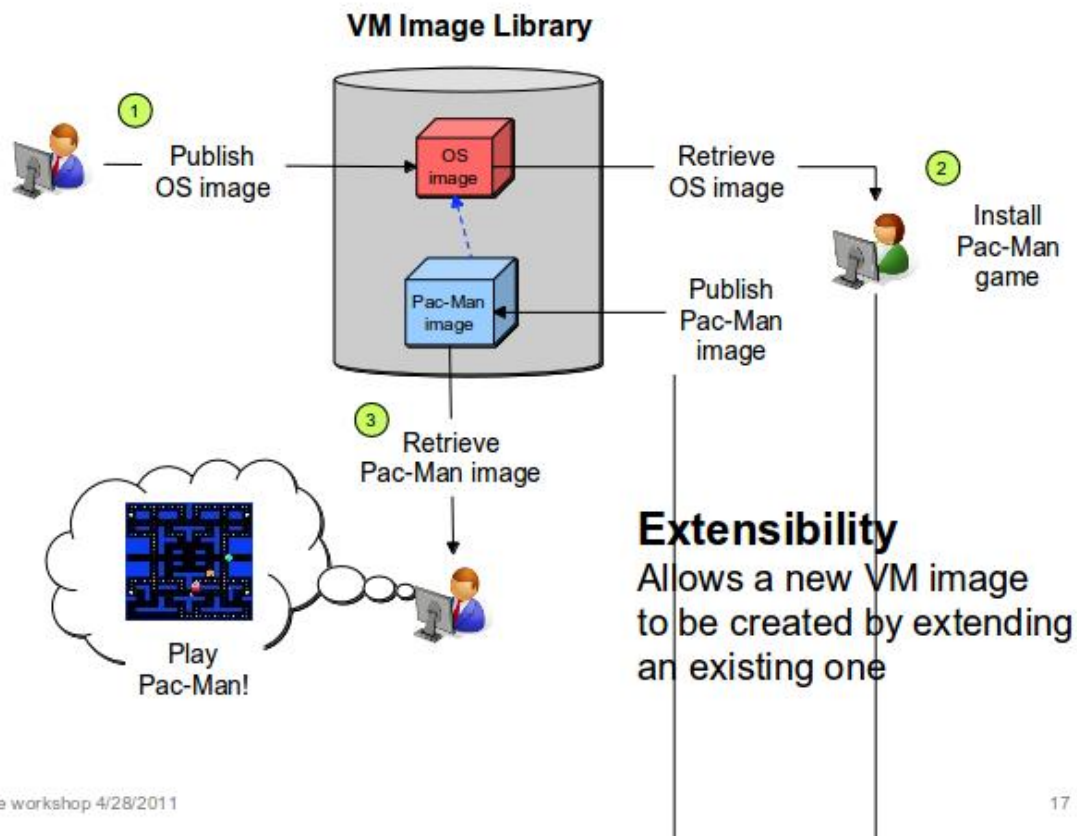 VM Image Library
1
Publish
OS image
OS
image
Retrieve
OS image
2
Install
Pac-Man
game
Pac-Man
image
Publish
Pac-Man
image
3
Retrieve
Pac-Man image
Play
Pac-Man!
Extensibility
Allows a new VM image
to be created by extending
an existing one
e workshop 4/28/2011
17